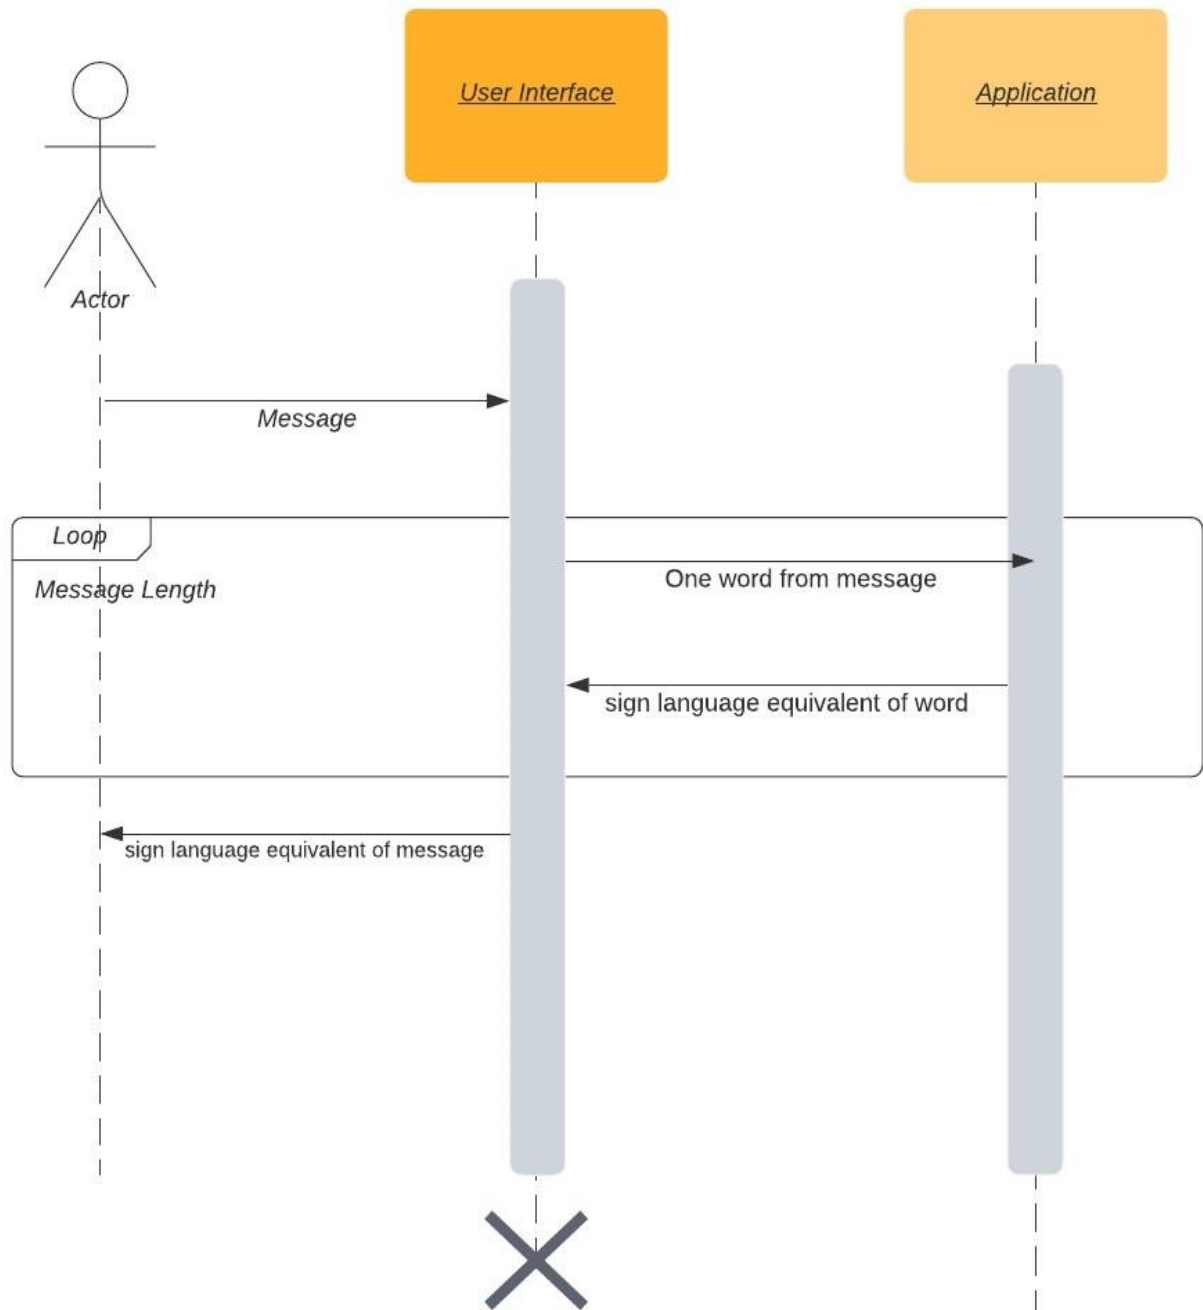 User Interface
Application
Actor
Message
Loop
One word from message
Message Length
sign language equivalent of word
sign language equivalent of message